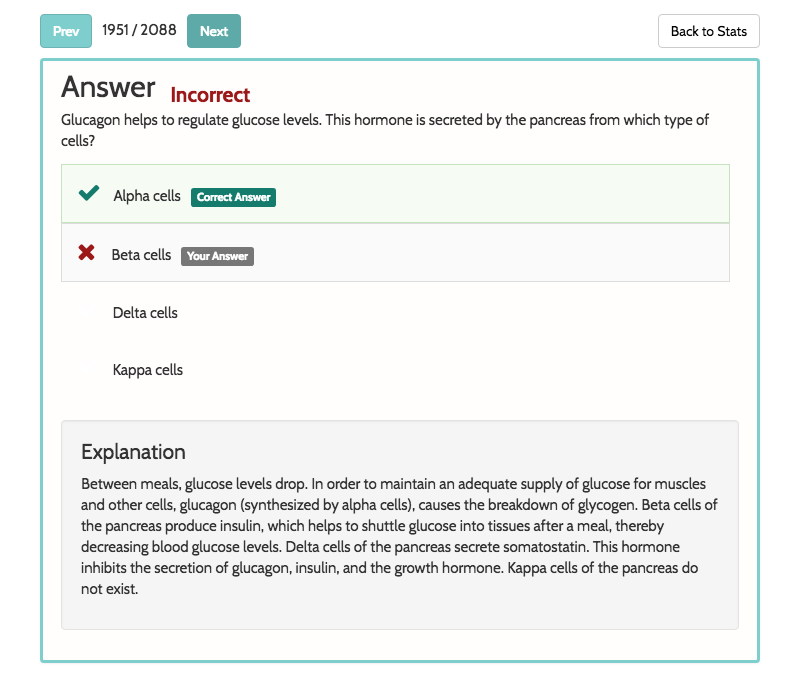 Prev 1951 / 2088 Next Back to Stats
Answer Incorrect
Glucagon helps to regulate glucose levels. This hormone is secreted by the pancreas from which type of
cells?
Alpha cells Correct Answer
Beta cells Your Answer
Delta cells
Kappa cells
Explanation
Between meals, glucose levels drop. In order to maintain an adequate supply of glucose for muscles
and other cells, glucagon (synthesized by alpha cells), causes the breakdown of glycogen. Beta cells of
the pancreas produce insulin, which helps to shuttle glucose into tissues after a meal, thereby
decreasing blood glucose levels. Delta cells of the pancreas secrete somatostatin. This hormone
inhibits the secretion of glucagon, insulin, and the growth hormone. Kappa cells of the pancreas do
not exist.